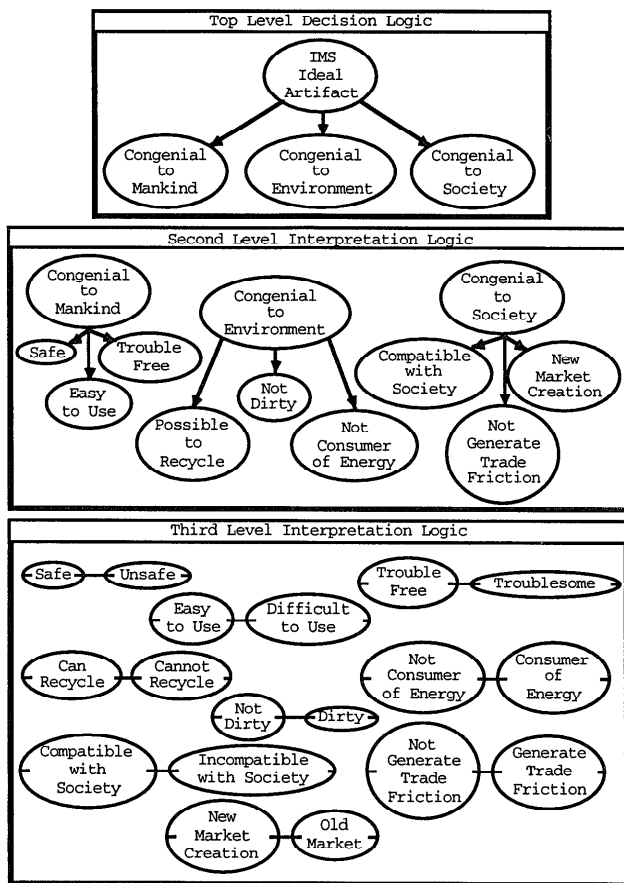 Top Level Decision Logic
IMS
Ideal
Artifact
Congenial
to
Mankind
Congenial
to
Environment
Congenial
to
Society
Second Level Interpretation Logic
Congenial
to
Mankind
Safe
Trouble
Free
Easy
to Use
Congenial
to
Environment
Not
Dirty
Possible
to
Recycle
Not
Consumer
of Energy
Congenial
to
Society
Compatible
with
Society
New
Market
Creation
Not
Generate
Trade
Friction
Third Level Interpretation Logic
Safe
Unsafe
Trouble
Free
Troublesome
Easy
to Use
Difficult
to Use
Can
Recycle
Cannot
Recycle
Not
Consumer
of Energy
Consumer
of
Energy
Not
Dirty
Dirty
Compatible
with
Society
Incompatible
with Society
Not
Generate
Trade
Friction
Generate
Trade
Friction
New
Market
Creation
Old
Market